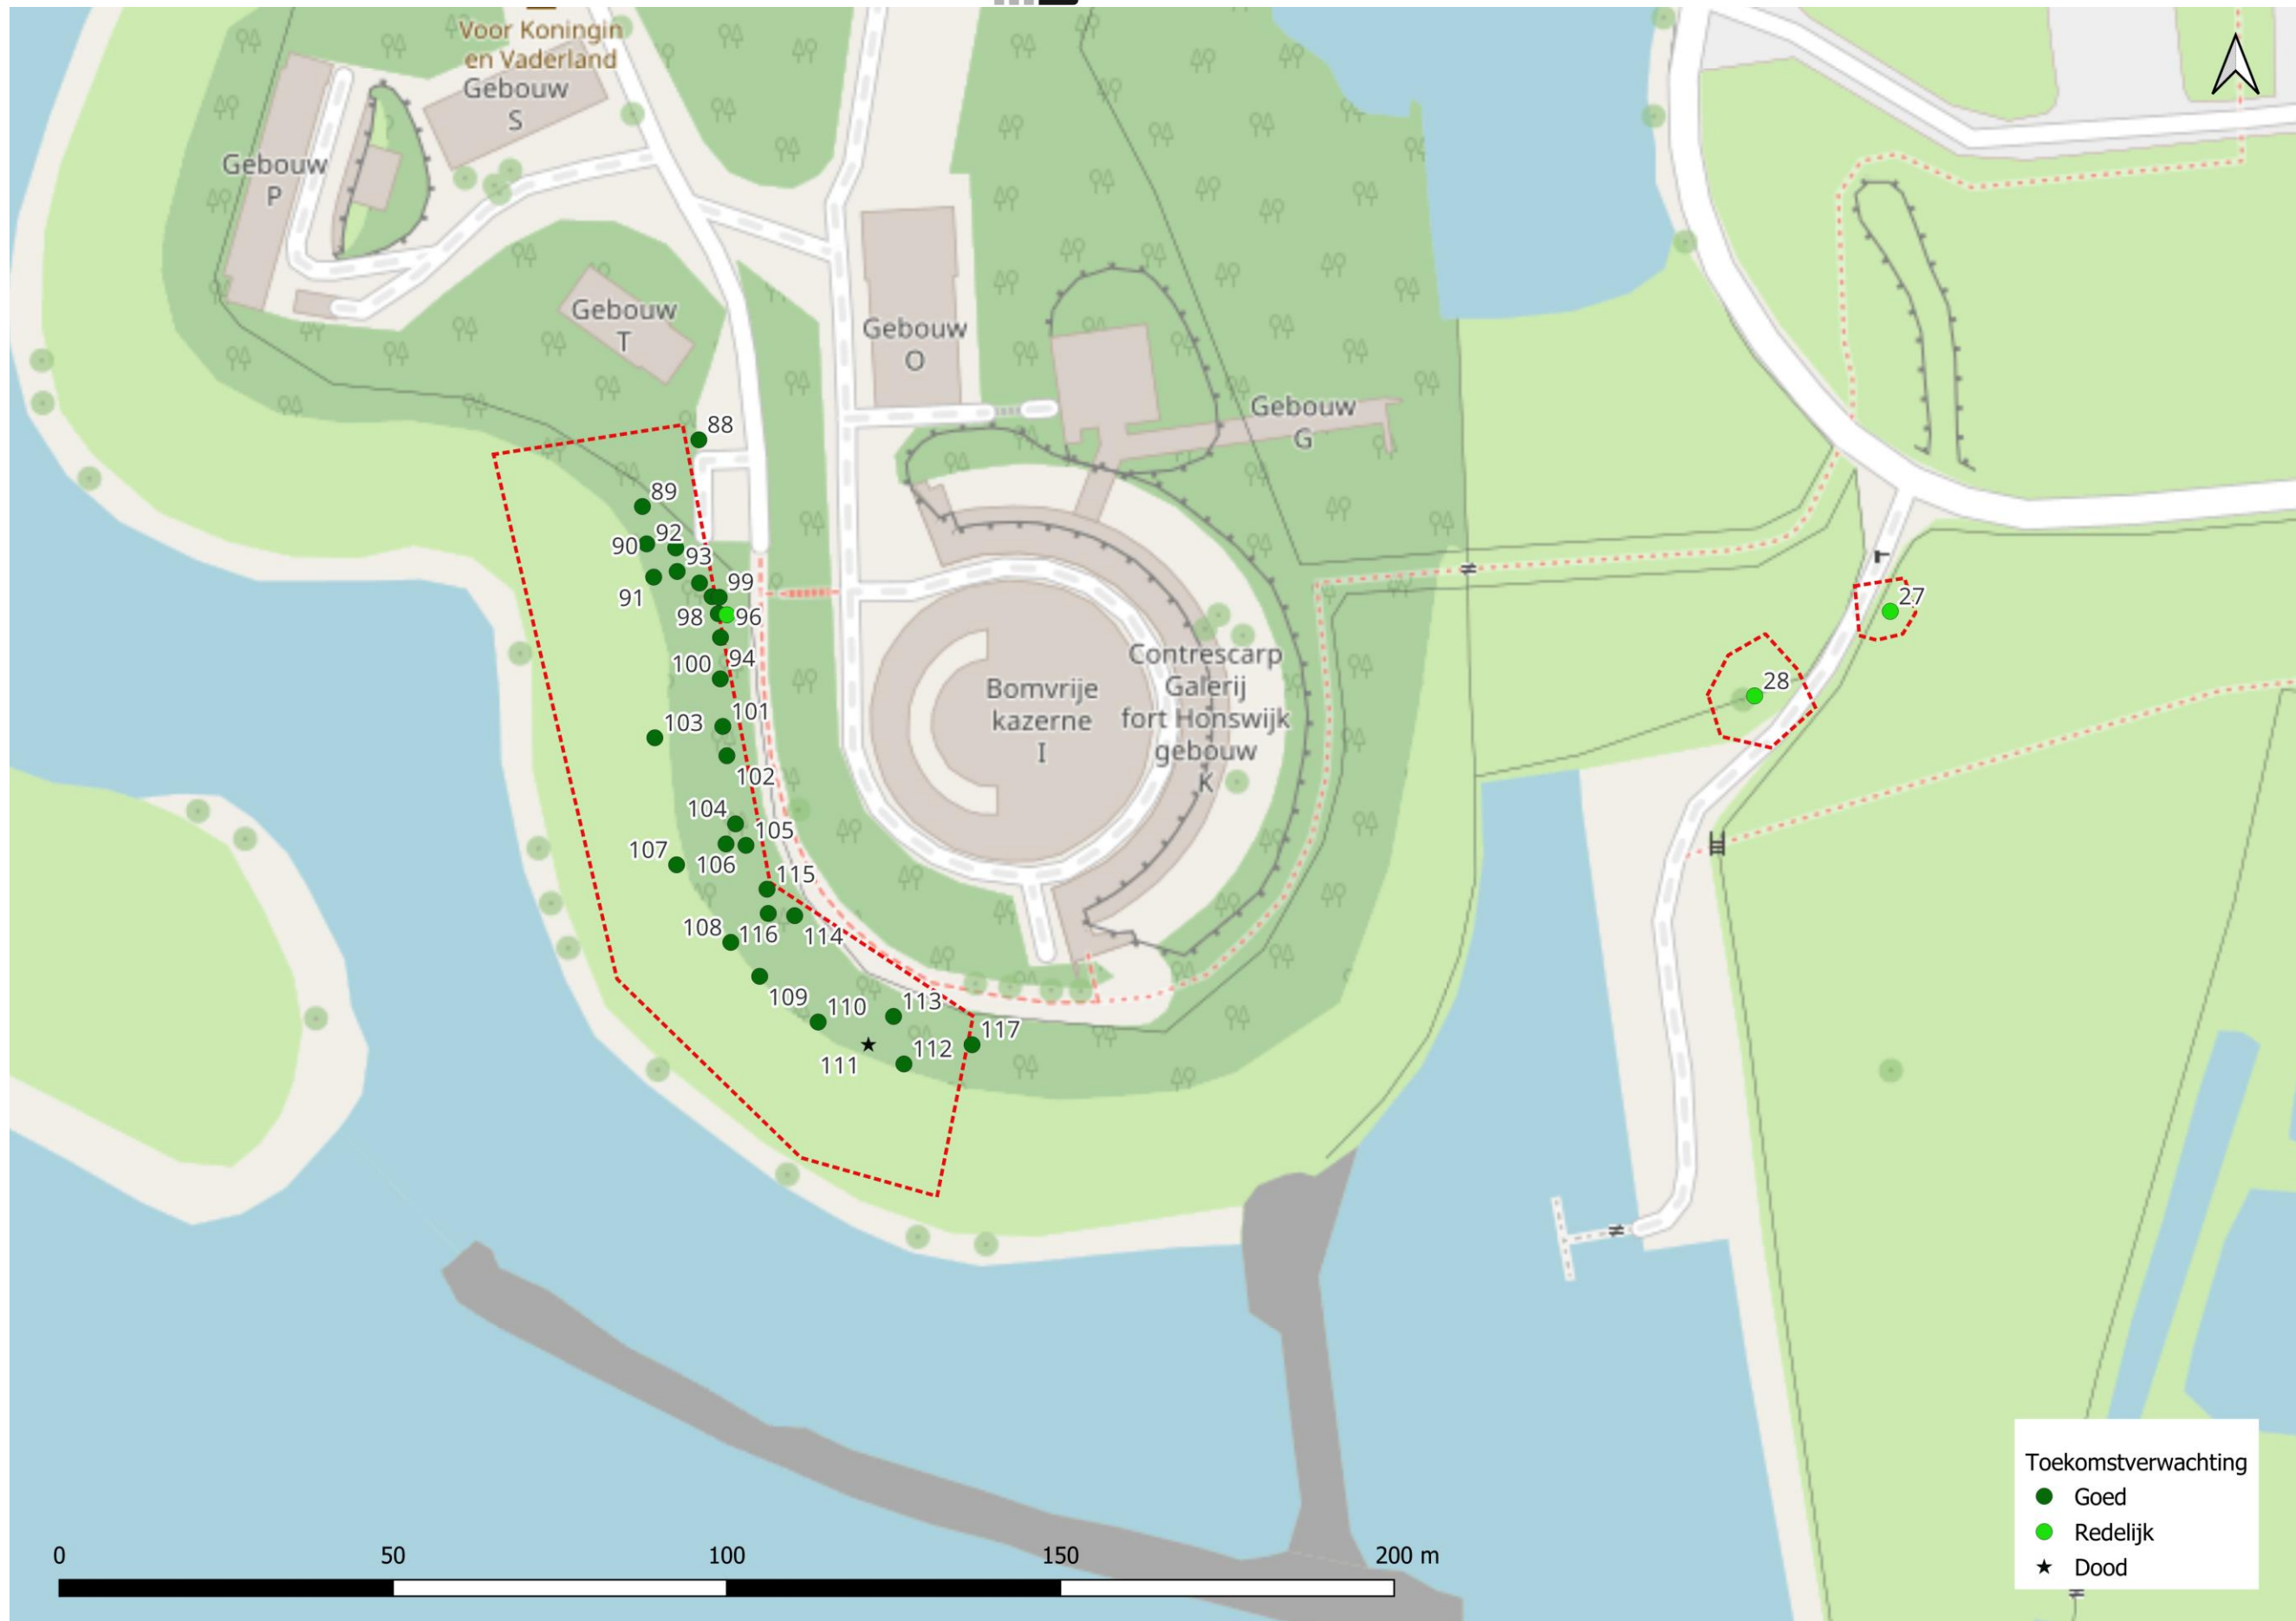 Voor Koningin
en Vaderland
Gebouw
S
Gebouw
P
Gebouw
T
Gebouw
O
Gebouw
G
88
89
92
90
93
91
99
98
96
94
100
101
103
102
104
105
107
106
115
108
116
114
109
110
113
117
111
112
27
28
Bomvrije
kazerne
I
Contrescarp
Galerij
fort Honswijk
gebouw
K
Toekomstverwachting
Goed
Redelijk
Dood
0
50
100
150
200 m